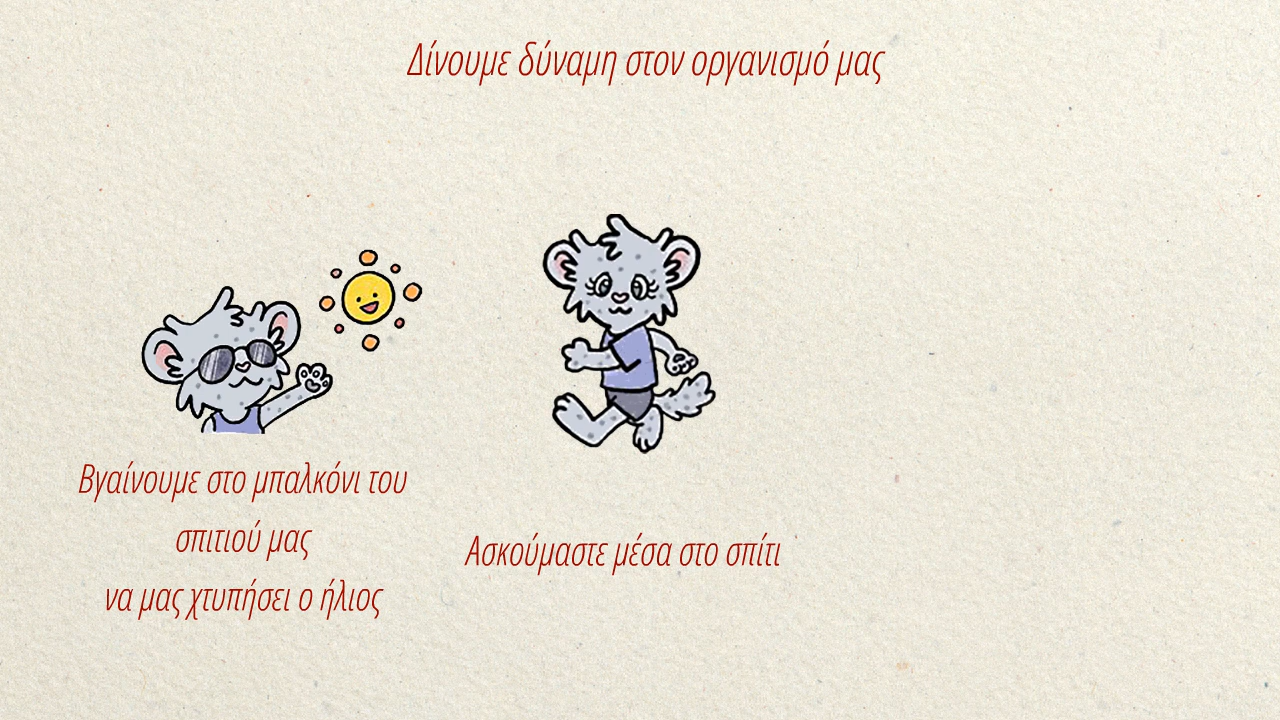 Δίνουμε δύναμη στον οργανισμό μας
Βγαίνουμε στο μπαλκόνι του
σπιτιού μας
να μας χτυπήσει ο ήλιος
Ασκούμαστε μέσα στο σπίτι